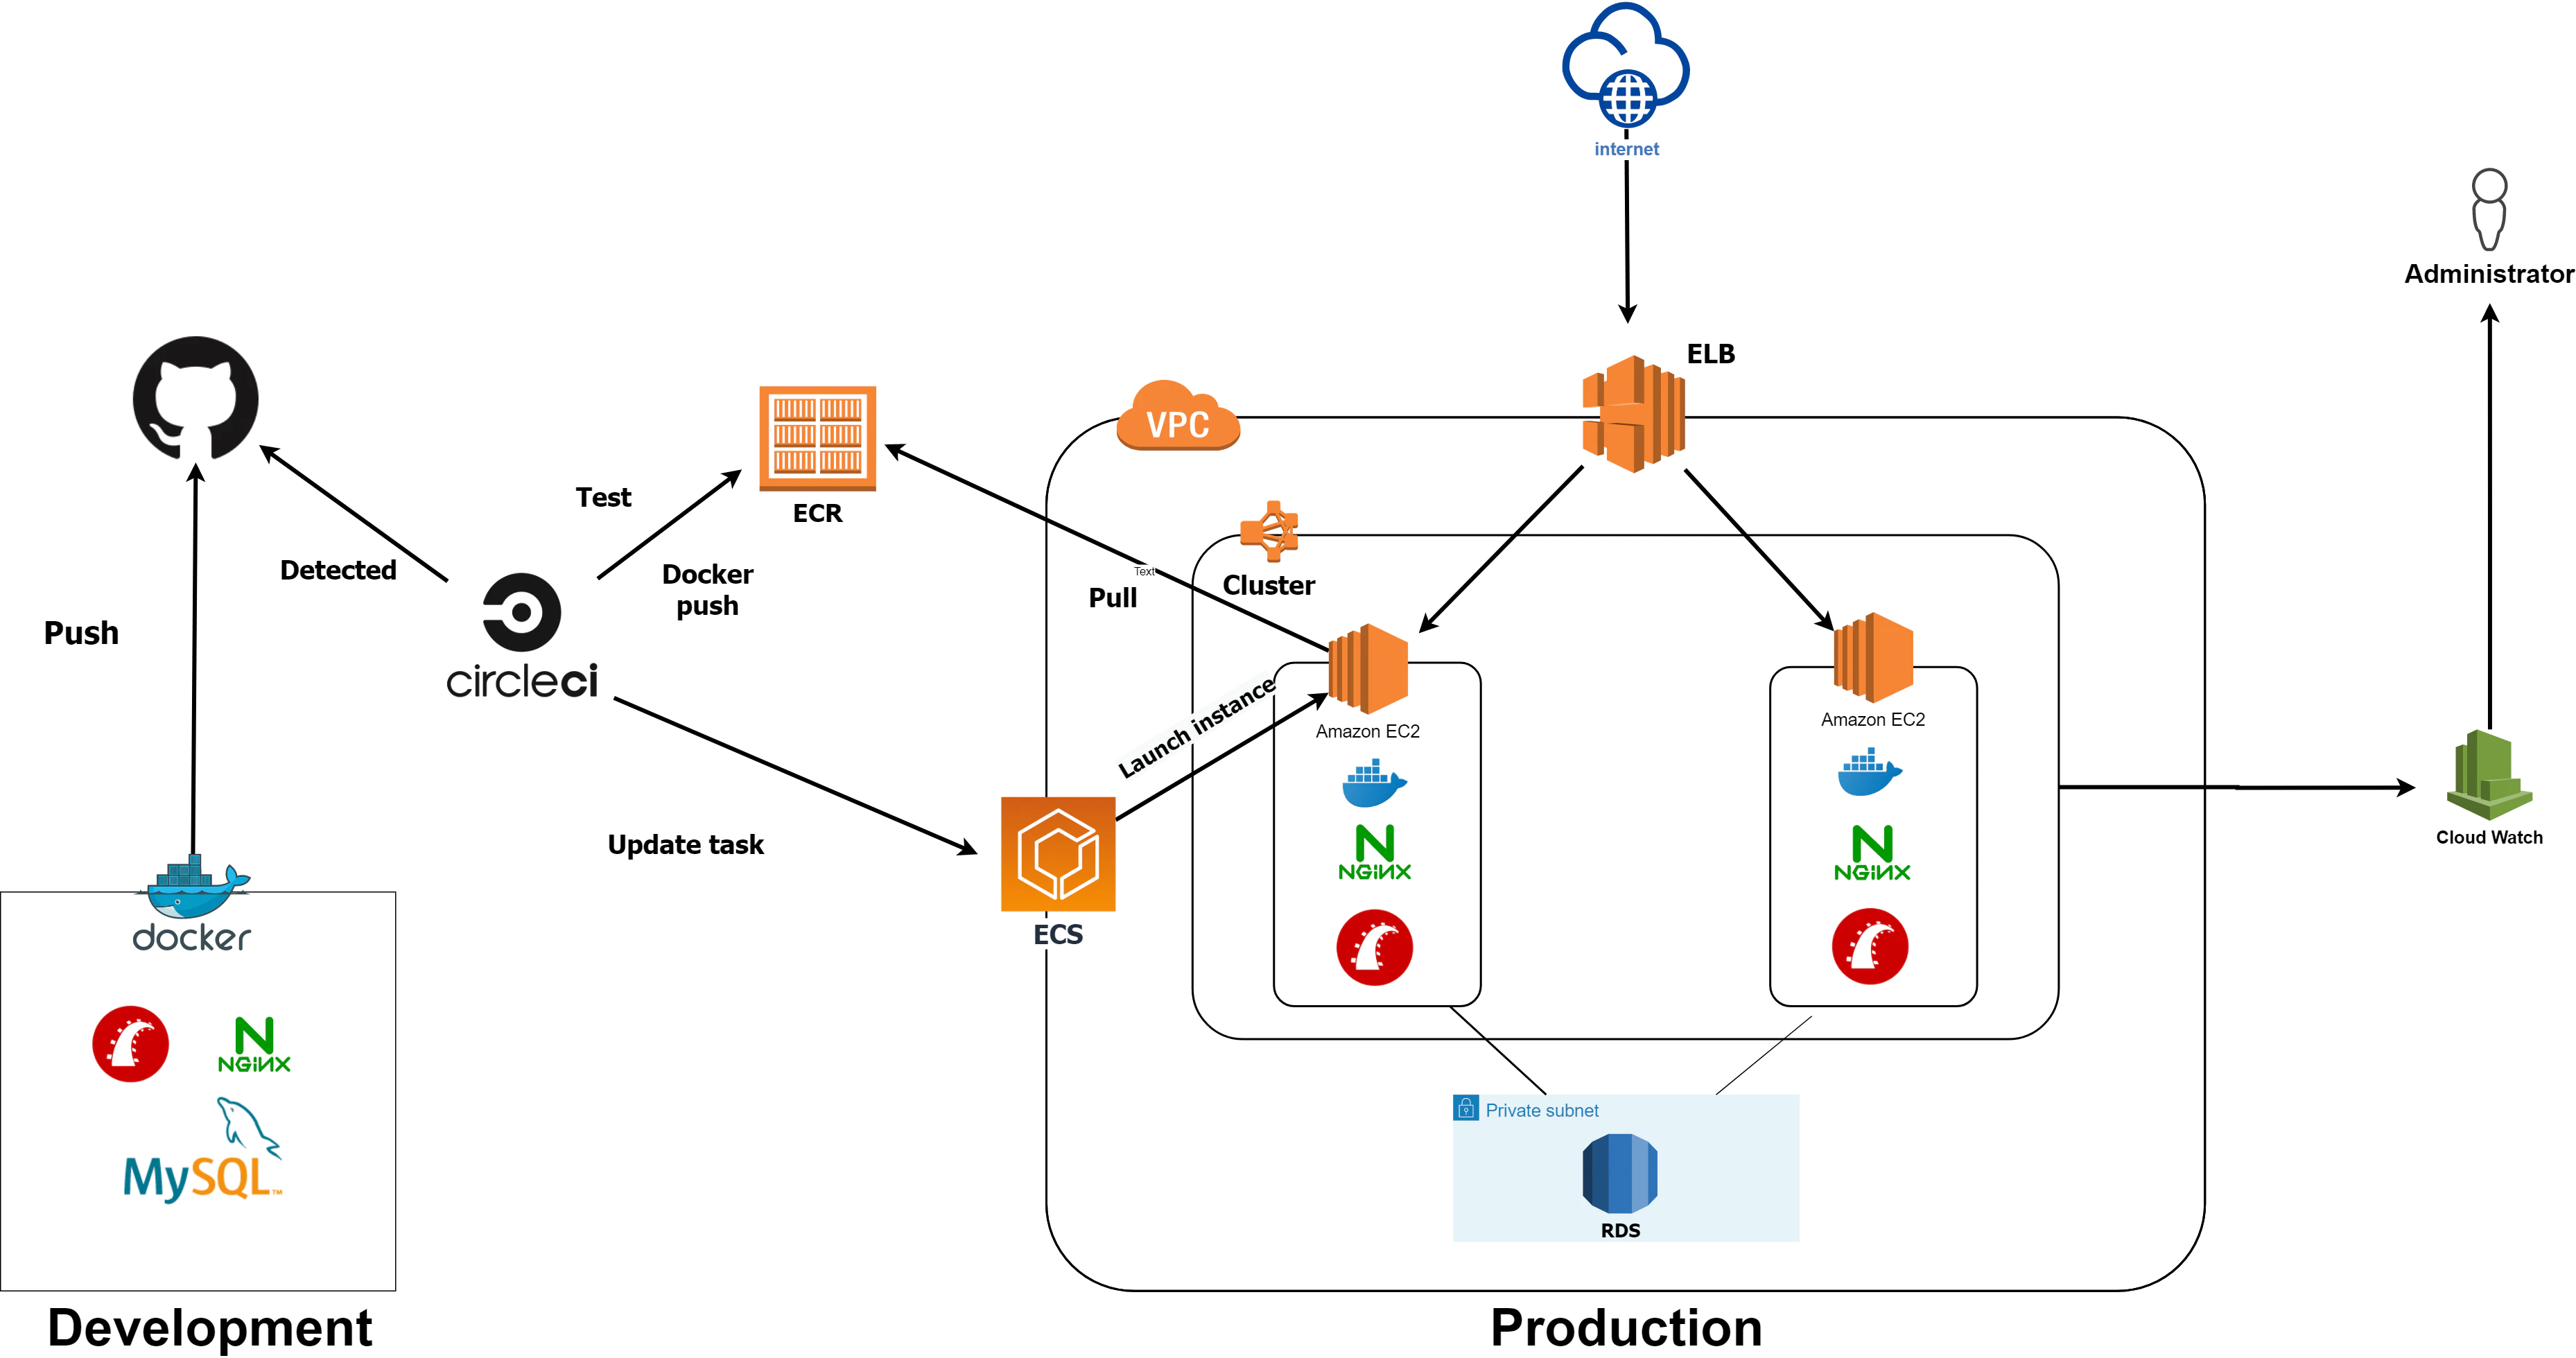 internet
Administrator
ELB
VPC
ECR
Test
Detected
Docker
push
Text
Pull
Cluster
Push
circleci
Launch instance
Amazon EC2
Amazon EC2
Update task
NGINX
NGINX
Cloud Watch
ECS
docker
NGINX
MySQL™
Private subnet
RDS
Development
Production